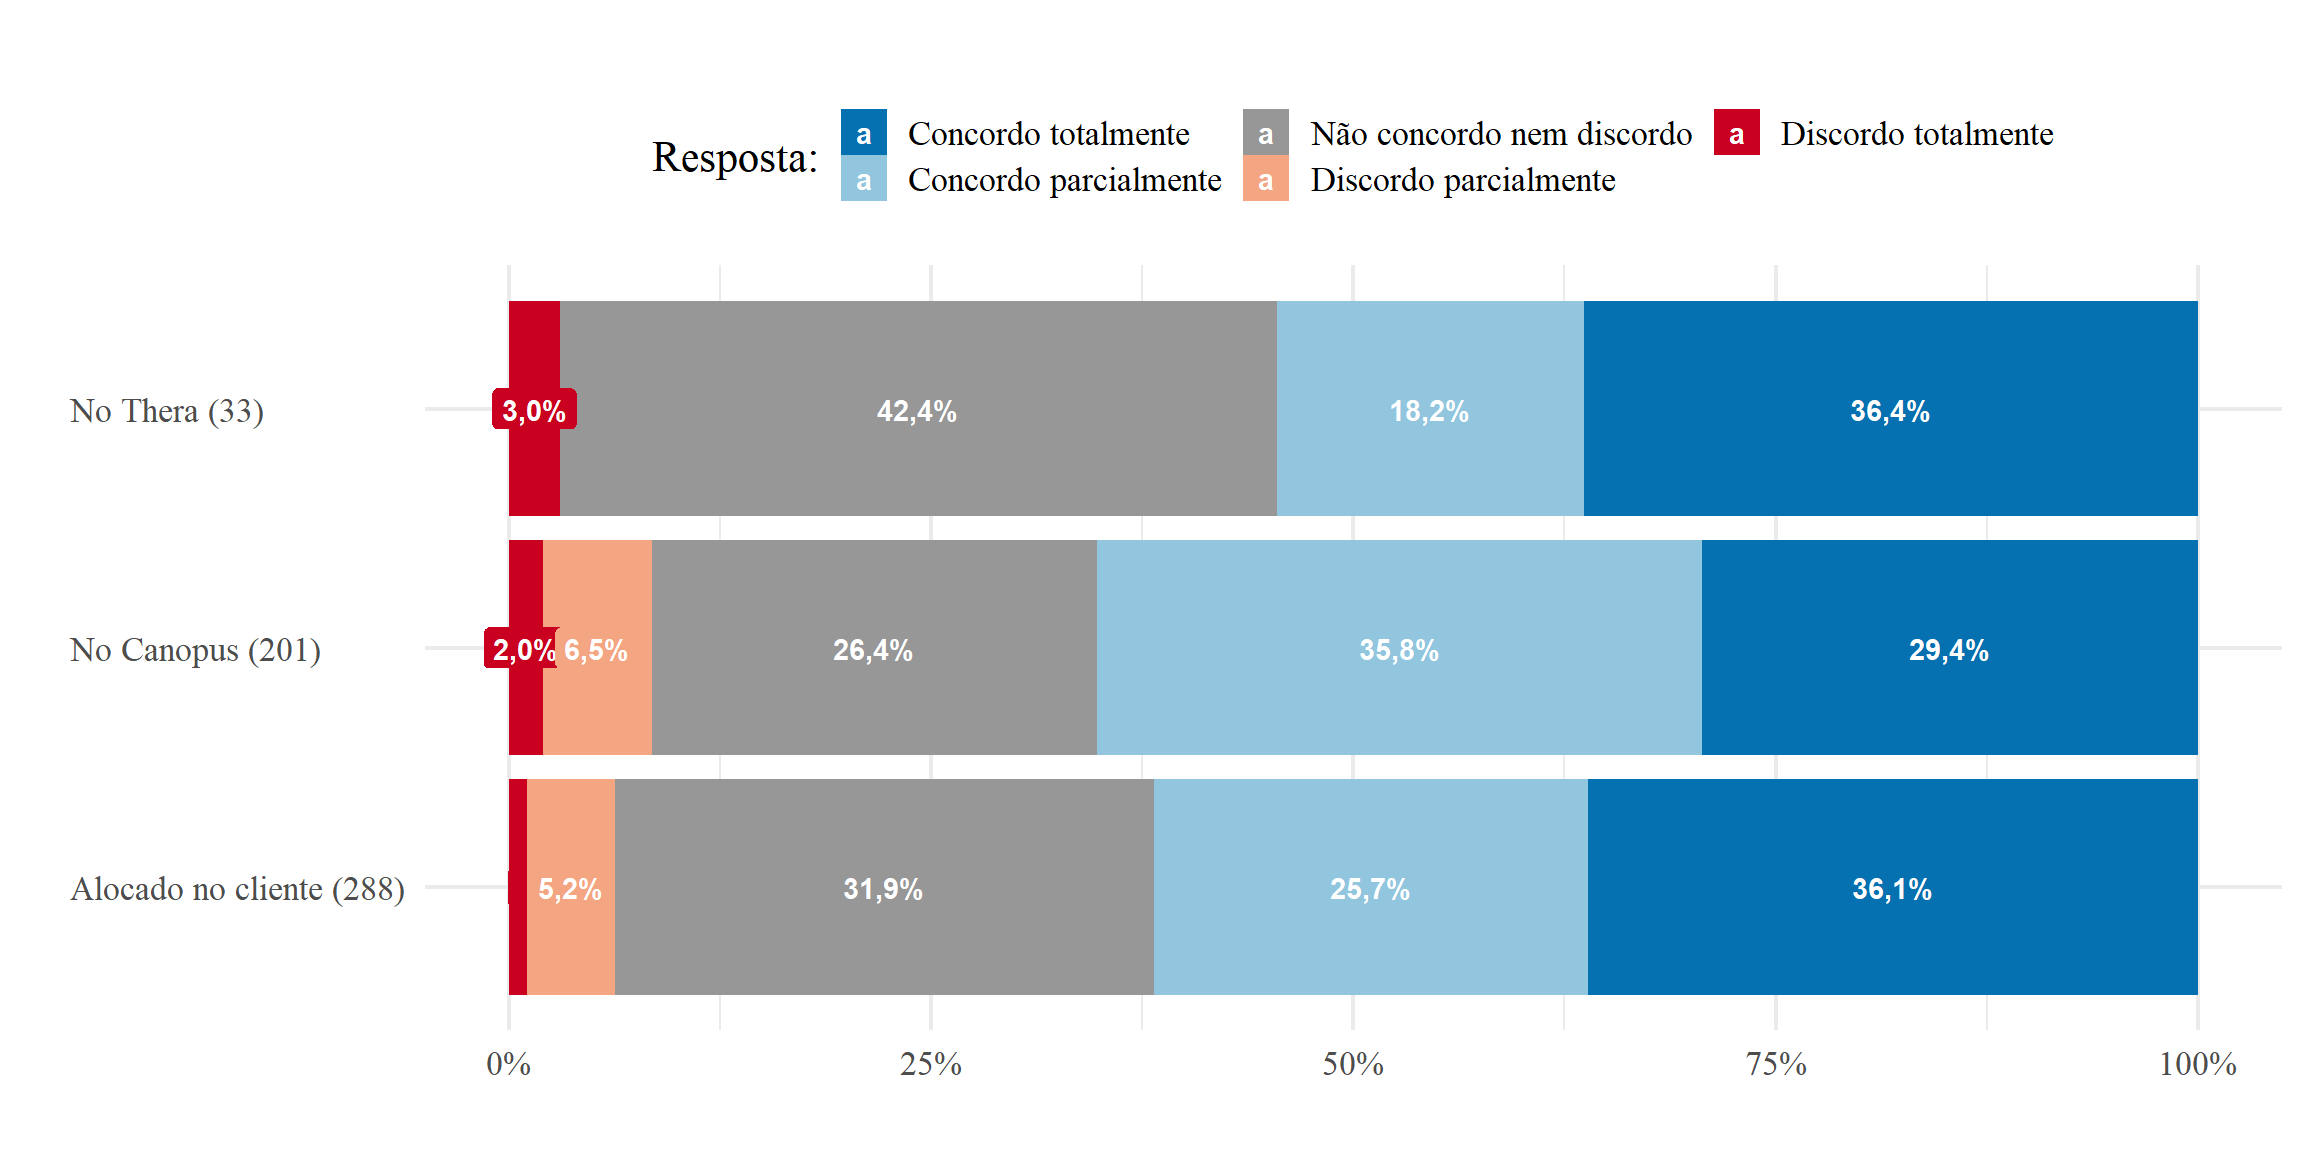 a Concordo totalmente a Não concordo nem discordo a Discordo totalmente
Resposta:
a Concordo parcialmente a Discordo parcialmente
No Thera (33) 3,0% 42,4% 18,2% 36,4%
No Canopus (201) 2,0% 6,5% 26,4% 35,8% 29,4%
Alocado no cliente (288) 5,2% 31,9% 25,7% 36,1%
0% 25% 50% 75% 100%